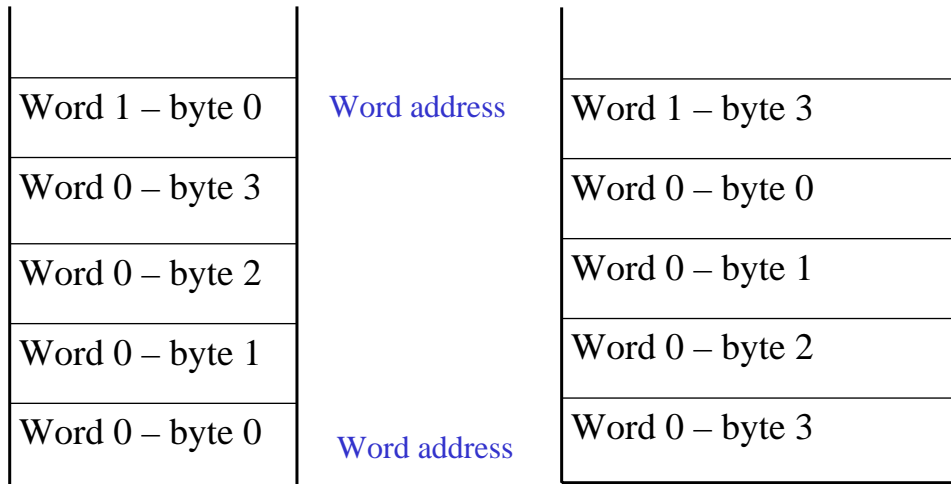 Word 1 – byte 0
Word address
Word 1 – byte 3
Word 0 – byte 3
Word 0 – byte 0
Word 0 – byte 2
Word 0 – byte 1
Word 0 – byte 1
Word 0 – byte 2
Word 0 – byte 0
Word address
Word 0 – byte 3